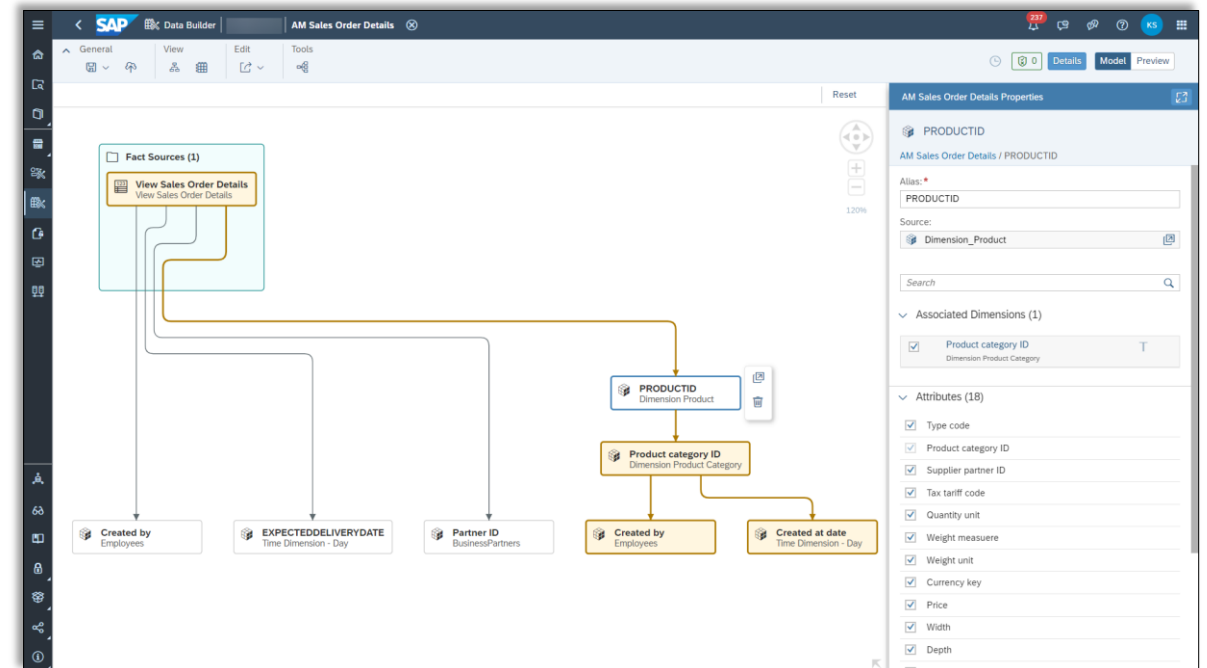 SAP
Data Builder
AM Sales Order Details
237
KS
General
View
Edit
Tools
0
Details
Model
Preview
Reset
AM Sales Order Details Properties
PRODUCTID
AM Sales Order Details / PRODUCTID
Alias:*
PRODUCTID
Source:
Dimension_Product
Search
Associated Dimensions (1)
Product category ID
T
Dimension Product Category
Attributes (18)
Type code
Product category ID
Supplier partner ID
Tax tariff code
Quantity unit
Weight measuere
Weight unit
Currency key
Price
Width
Depth
Fact Sources (1)
View Sales Order Details
View Sales Order Details
120%
PRODUCTID
Dimension Product
Product category ID
Dimension Product Category
Created by
Employees
EXPECTEDDELIVERYDATE
Time Dimension - Day
Partner ID
BusinessPartners
Created by
Employees
Created at date
Time Dimension - Day